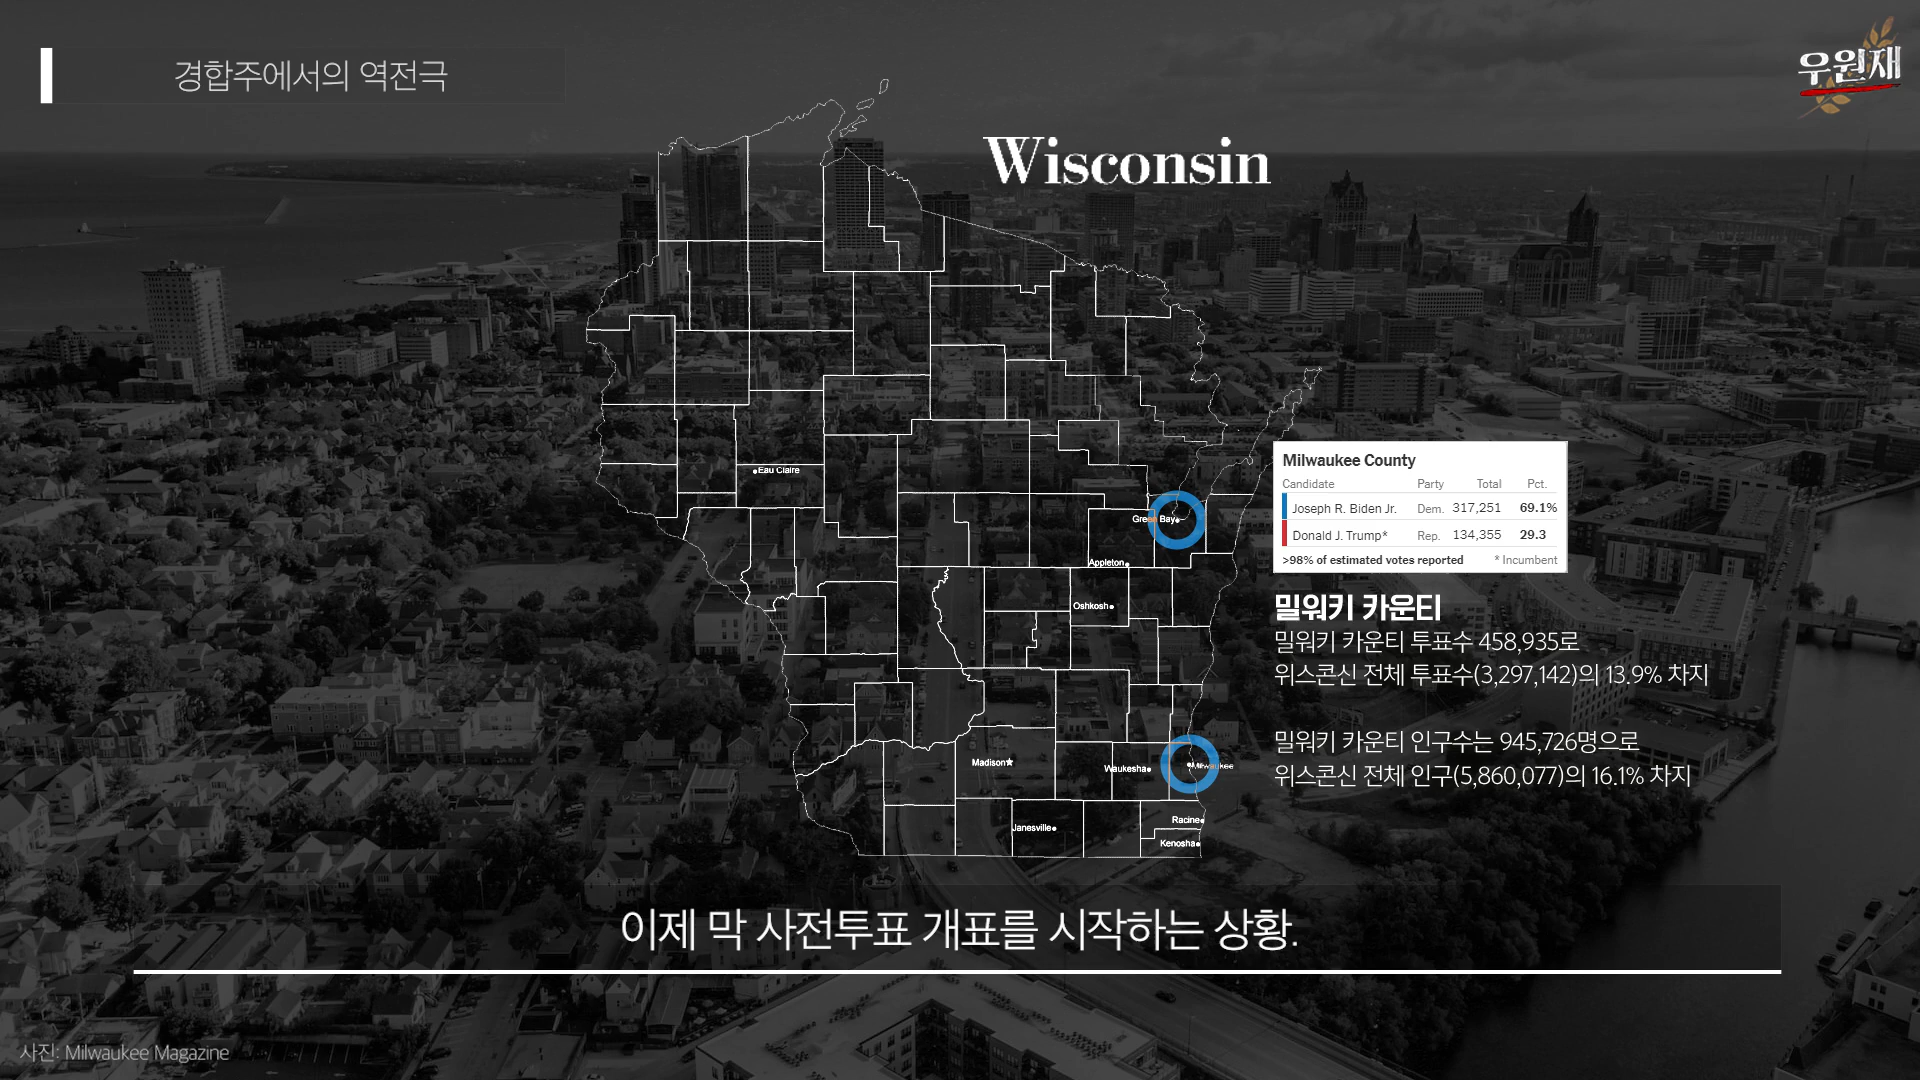 경합주에서의 역전극
우원재
Wisconsin
Eau Claire
Green Bay
Appleton
Oshkosh
Madison
Waukesha
Milwaukee
Janesville
Racine
Kenosha
Milwaukee County
Candidate Party Total Pct.
Joseph R. Biden Jr. Dem. 317,251 69.1%
Donald J. Trump* Rep. 134,355 29.3
>98% of estimated votes reported * Incumbent
밀워키 카운티
밀워키 카운티 투표수 458,935로
위스콘신 전체 투표수(3,297,142)의 13.9% 차지
밀워키 카운티 인구수는 945,726명으로
위스콘신 전체 인구(5,860,077)의 16.1% 차지
이제 막 사전투표 개표를 시작하는 상황.
사진: Milwaukee Magazine